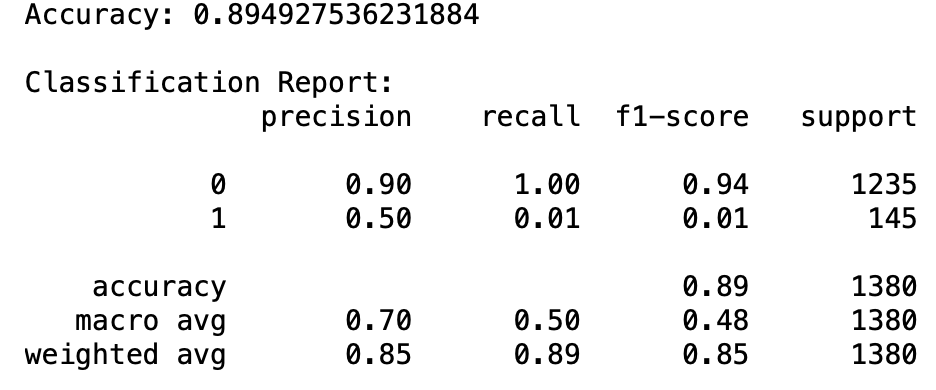 Accuracy: 0.894927536231884
Classification Report:
precision recall f1-score support
0 0.90 1.00 0.94 1235
1 0.50 0.01 0.01 145
accuracy 0.89 1380
macro avg 0.70 0.50 0.48 1380
weighted avg 0.85 0.89 0.85 1380